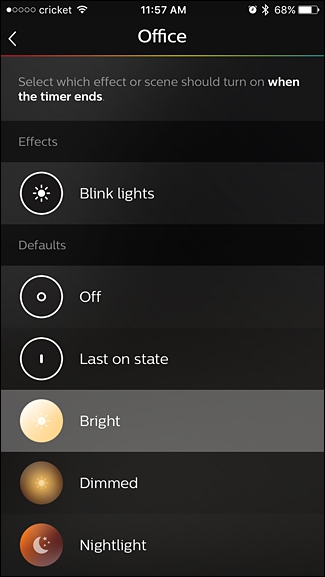 cricket 11:57 AM 68%
Office
Select which effect or scene should turn on when
the timer ends.
Effects
Blink lights
Defaults
Off
Last on state
Bright
Dimmed
Nightlight